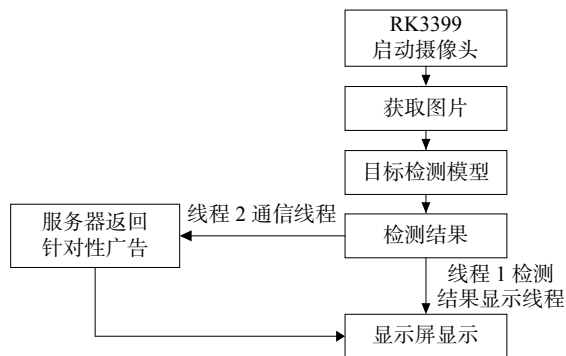 RK3399
启动摄像头
获取图片
目标检测模型
服务器返回
针对性广告
线程 2 通信线程
检测结果
线程 1 检测
结果显示线程
显示屏显示